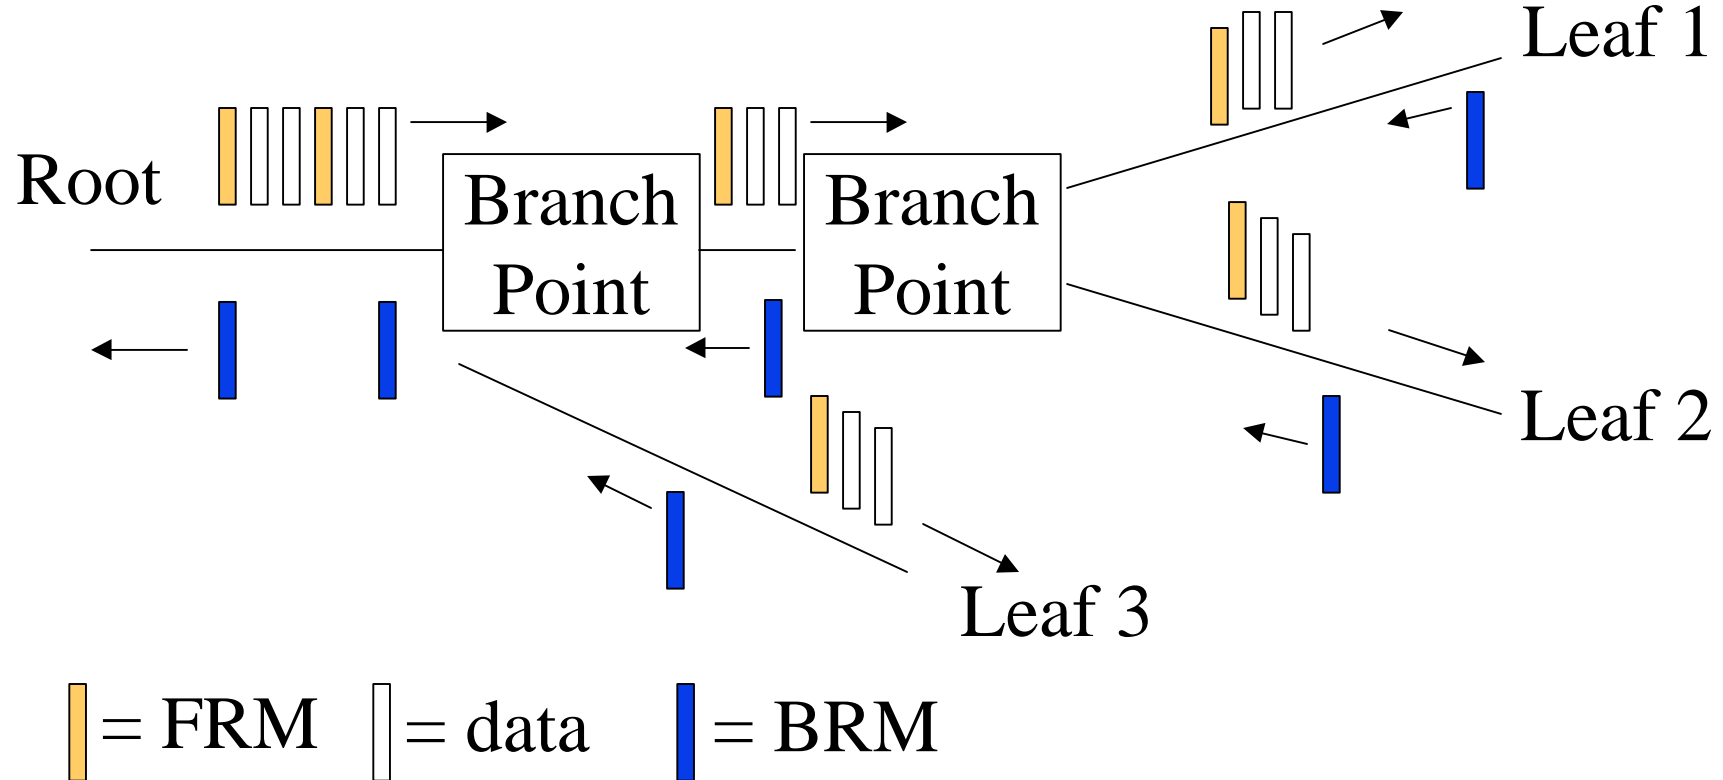 Root
Branch
Point
Branch
Point
Leaf 1
Leaf 2
Leaf 3
= FRM
= data
= BRM